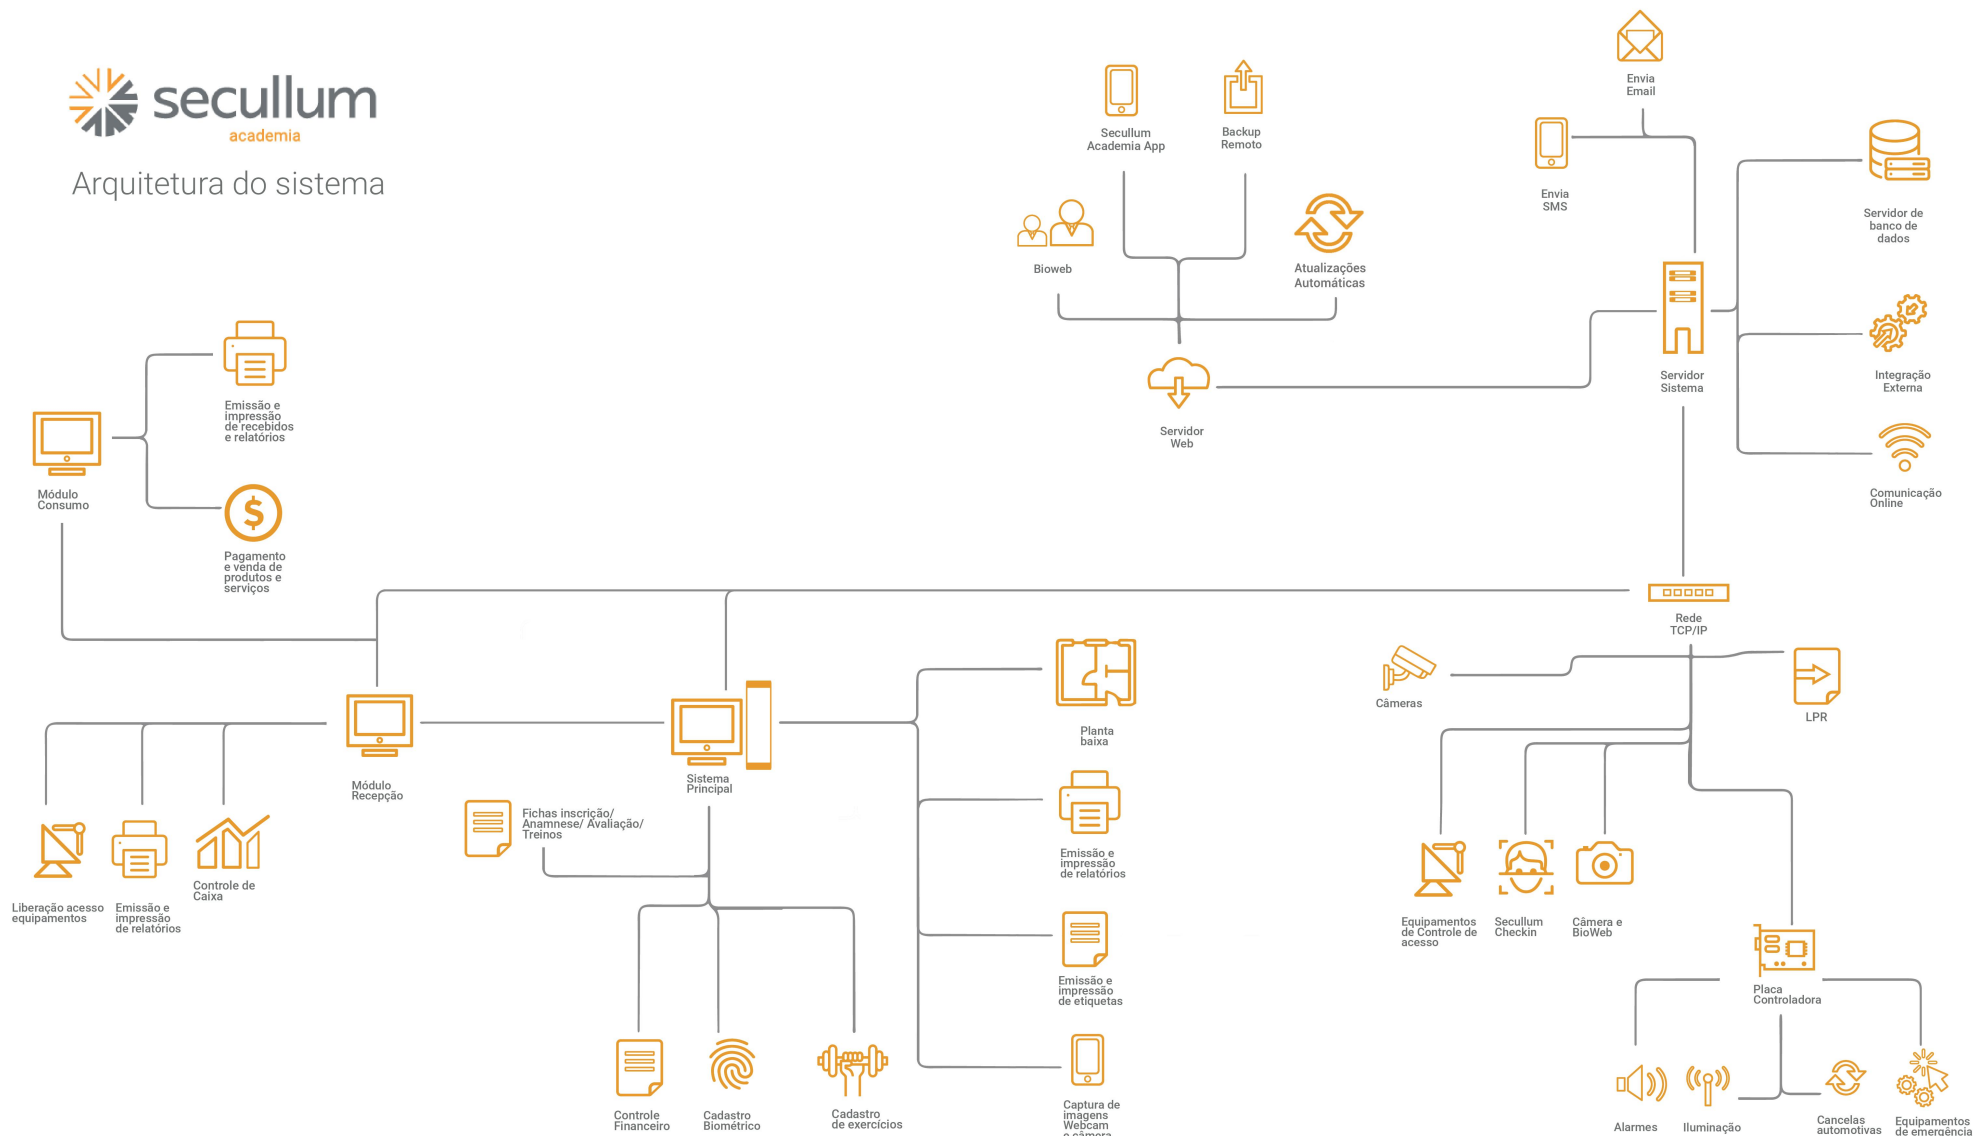 secullum
academia
Arquitetura do sistema
Envia
Email
Secullum
Academia App
Backup
Remoto
Envia
SMS
Servidor de
banco de
dados
Bioweb
Atualizações
Automáticas
Servidor
Sistema
Integração
Externa
Emissão e
impressão
de recebidos
e relatórios
Servidor
Web
Módulo
Consumo
Comunicação
Online
$
Pagamento
e venda de
produtos e
serviços
Rede
TCP/IP
Câmeras
LPR
Planta
baixa
Módulo
Recepção
Sistema
Principal
Fichas inscrição/
Anamnese/ Avaliação/
Treinos
Emissão e
impressão
de relatórios
Controle de
Caixa
Liberação acesso
equipamentos
Emissão e
impressão
de relatórios
Equipamentos
de Controle de
acesso
Secullum
Checkin
Câmera e
BioWeb
Emissão e
impressão
de etiquetas
Placa
Controladora
Controle
Financeiro
Cadastro
Biométrico
Cadastro
de exercícios
Captura de
imagens
Webcam
e câmera
Alarmes
Iluminação
Cancelas
automotivas
Equipamentos
de emergência